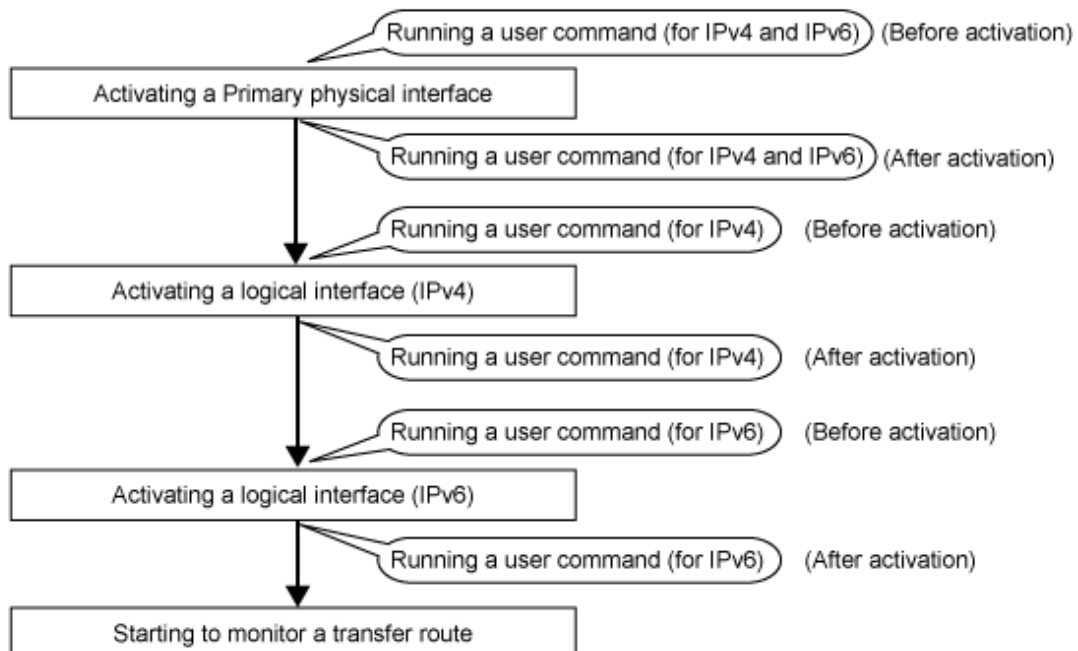 Running a user command (for IPv4 and IPv6) (Before activation)
Activating a Primary physical interface
Running a user command (for IPv4 and IPv6) (After activation)
Running a user command (for IPv4) (Before activation)
Activating a logical interface (IPv4)
Running a user command (for IPv4) (After activation)
Running a user command (for IPv6) (Before activation)
Activating a logical interface (IPv6)
Running a user command (for IPv6) (After activation)
Starting to monitor a transfer route